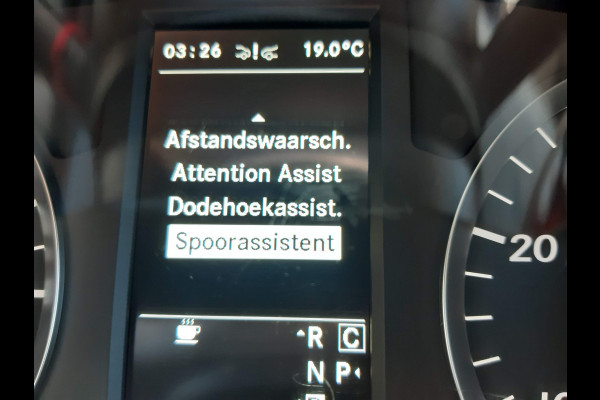 03:26 19.0°C
Afstandswaarsch.
Attention Assist
Dodehoekassist.
Spoorassistent
20
R C
N P